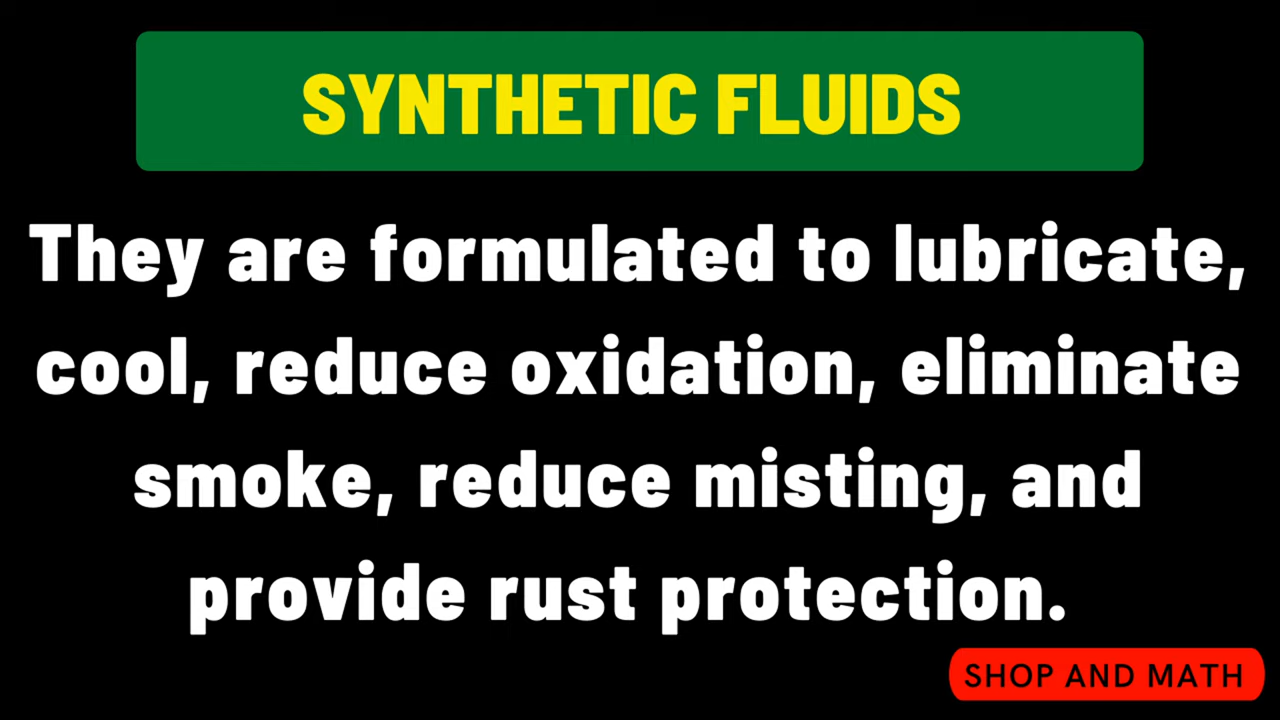 SYNTHETIC FLUIDS
They are formulated to lubricate,
cool, reduce oxidation, eliminate
smoke, reduce misting, and
provide rust protection.
SHOP AND MATH